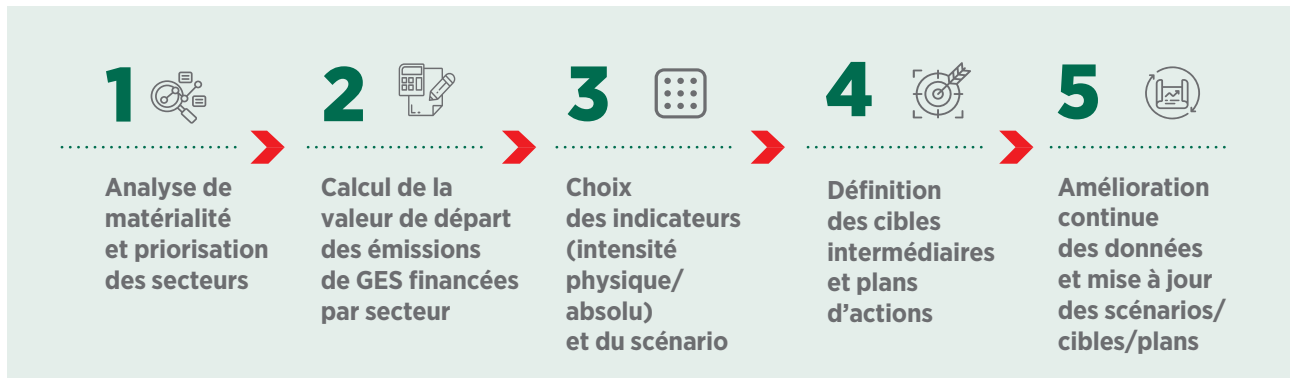 1
Analyse de
matérialité
et priorisation
des secteurs
2
Calcul de la
valeur de départ
des émissions
de GES financées
par secteur
3
Choix
des indicateurs
(intensité
physique/
absolu)
et du scénario
4
Définition
des cibles
intermédiaires
et plans
d’actions
5
Amélioration
continue
des données
et mise à jour
des scénarios/
cibles/plans